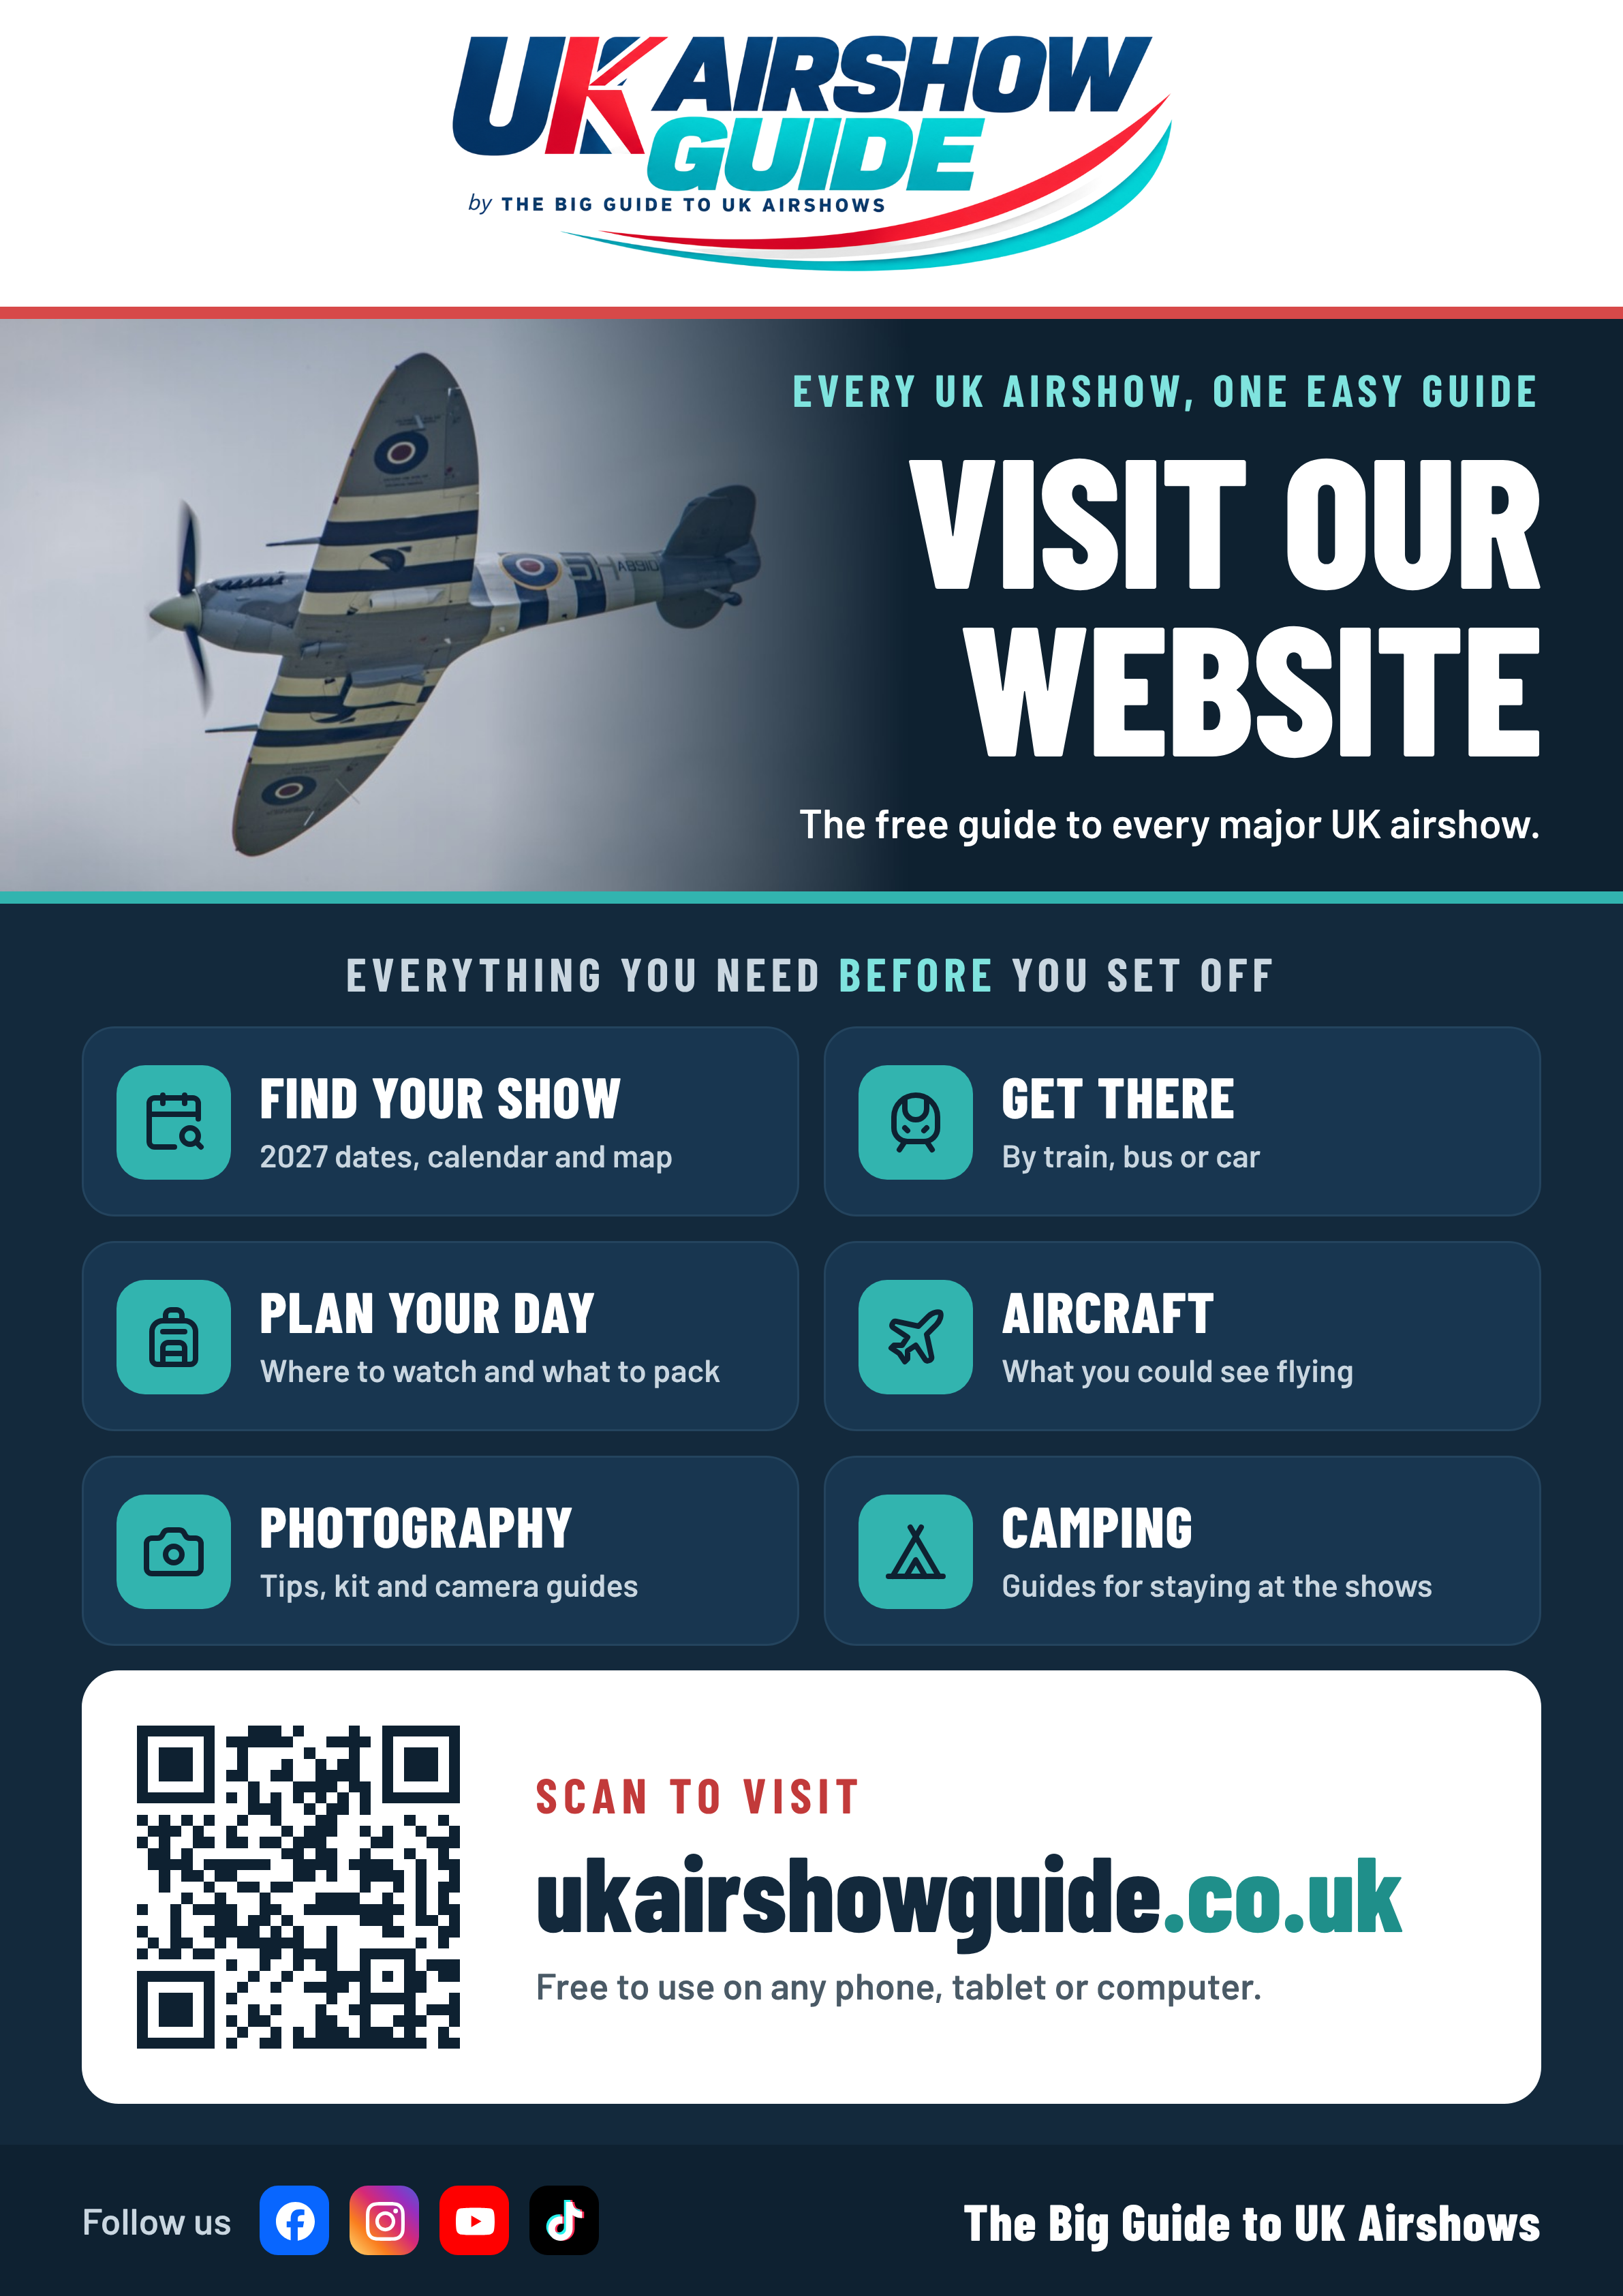 UK AIRSHOW
GUIDE
by THE BIG GUIDE TO UK AIRSHOWS
EVERY UK AIRSHOW, ONE EASY GUIDE
VISIT OUR
WEBSITE
5H AB910
The free guide to every major UK airshow.
EVERYTHING YOU NEED BEFORE YOU SET OFF
FIND YOUR SHOW
2027 dates, calendar and map
GET THERE
By train, bus or car
PLAN YOUR DAY
Where to watch and what to pack
AIRCRAFT
What you could see flying
PHOTOGRAPHY
Tips, kit and camera guides
CAMPING
Guides for staying at the shows
SCAN TO VISIT
ukairshowguide.co.uk
Free to use on any phone, tablet or computer.
Follow us
The Big Guide to UK Airshows